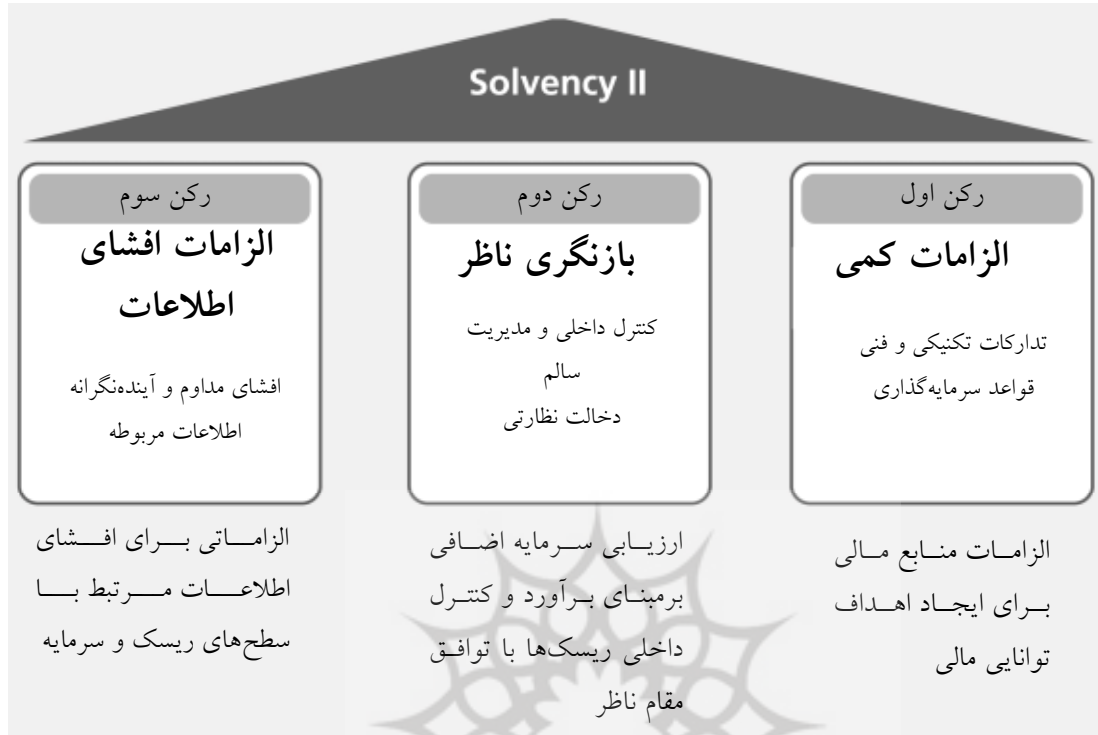 Solvency II
رکن اول
الزامات کمی
تدارکات تکنیکی و فنی
قواعد سرمایه‌گذاری
الزامات منابع مالی
برای ایجاد اهداف
توانایی مالی
رکن دوم
بازنگری ناظر
کنترل داخلی و مدیریت
سالم
دخالت نظارتی
ارزیابی سرمایه اضافی
برمبنای برآورد و کنترل
داخلی ریسک‌ها با توافق
مقام ناظر
رکن سوم
الزامات افشای
اطلاعات
افشای مداوم و آینده‌نگرانه
اطلاعات مربوطه
الزاماتی برای افشای
اطلاعات مرتبط با
سطح‌های ریسک و سرمایه